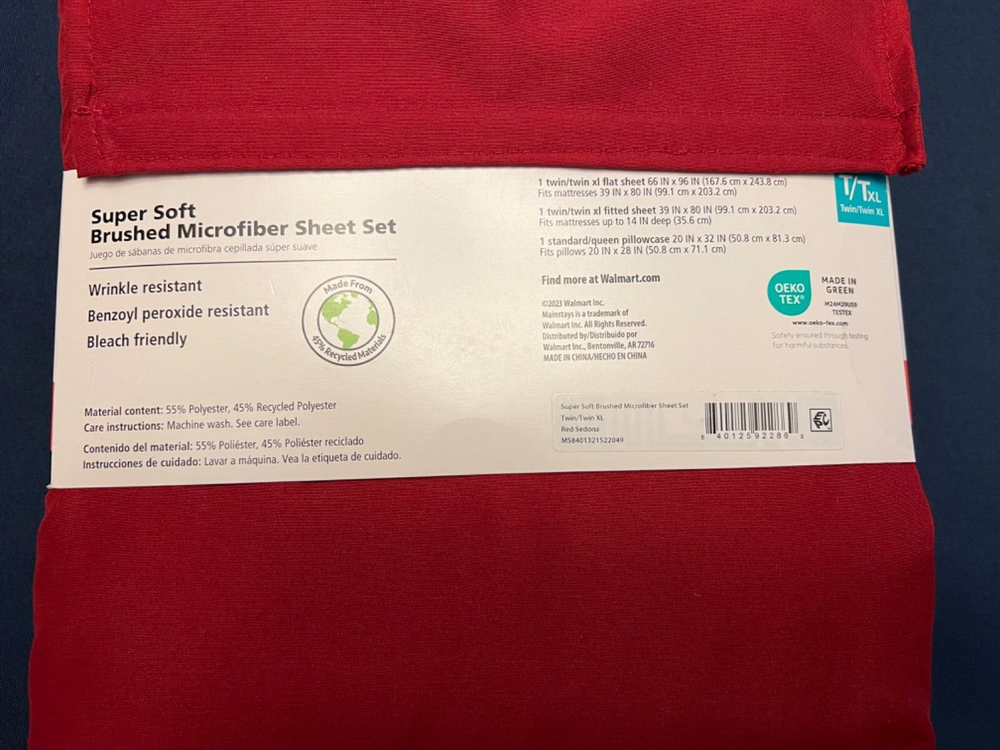 Super Soft
Brushed Microfiber Sheet Set
Juego de sábanas de microfibra cepillada súper suave
Wrinkle resistant
Benzoyl peroxide resistant
Bleach friendly
Made From
45% Recycled Materials
Material content: 55% Polyester, 45% Recycled Polyester
Care instructions: Machine wash. See care label.
Contenido del material: 55% Poliéster, 45% Poliéster reciclado
Instrucciones de cuidado: Lavar a máquina. Vea la etiqueta de cuidado.
1 twin/twin xl flat sheet 66 IN x 96 IN (167.6 cm x 243.8 cm)
Fits mattresses 39 IN x 80 IN (99.1 cm x 203.2 cm)
1 twin/twin xl fitted sheet 39 IN x 80 IN (99.1 cm x 203.2 cm)
Fits mattresses up to 14 IN deep (35.6 cm)
1 standard/queen pillowcase 20 IN x 32 IN (50.8 cm x 81.3 cm)
Fits pillows 20 IN x 28 IN (50.8 cm x 71.1 cm)
T/TXL
Twin/Twin XL
Find more at Walmart.com
©2023 Walmart Inc.
Mainstays is a trademark of
Walmart Inc. All Rights Reserved.
Distributed by/Distribuido por
Walmart Inc., Bentonville, AR 72716
MADE IN CHINA/HECHO EN CHINA
OEKO
TEX®
MADE IN
GREEN
M24M29US9
TESTEX
www.oeko-tex.com
Safety ensured through testing
for harmful substances.
Super Soft Brushed Microfiber Sheet Set
Twin/Twin XL
Red Sedona
MS8401321522049
8 40125 92286 9